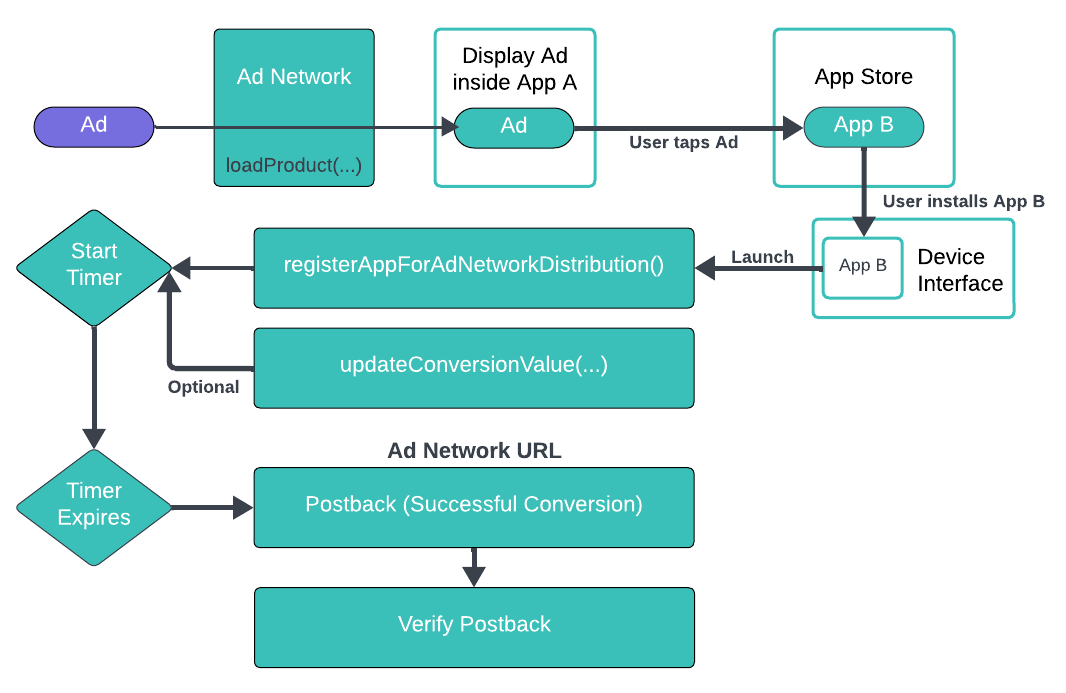 Ad
Ad Network
loadProduct(...)
Display Ad
inside App A
Ad
User taps Ad
App Store
App B
User installs App B
App B
Device
Interface
Launch
registerAppForAdNetworkDistribution()
Start
Timer
updateConversionValue(...)
Optional
Timer
Expires
Ad Network URL
Postback (Successful Conversion)
Verify Postback